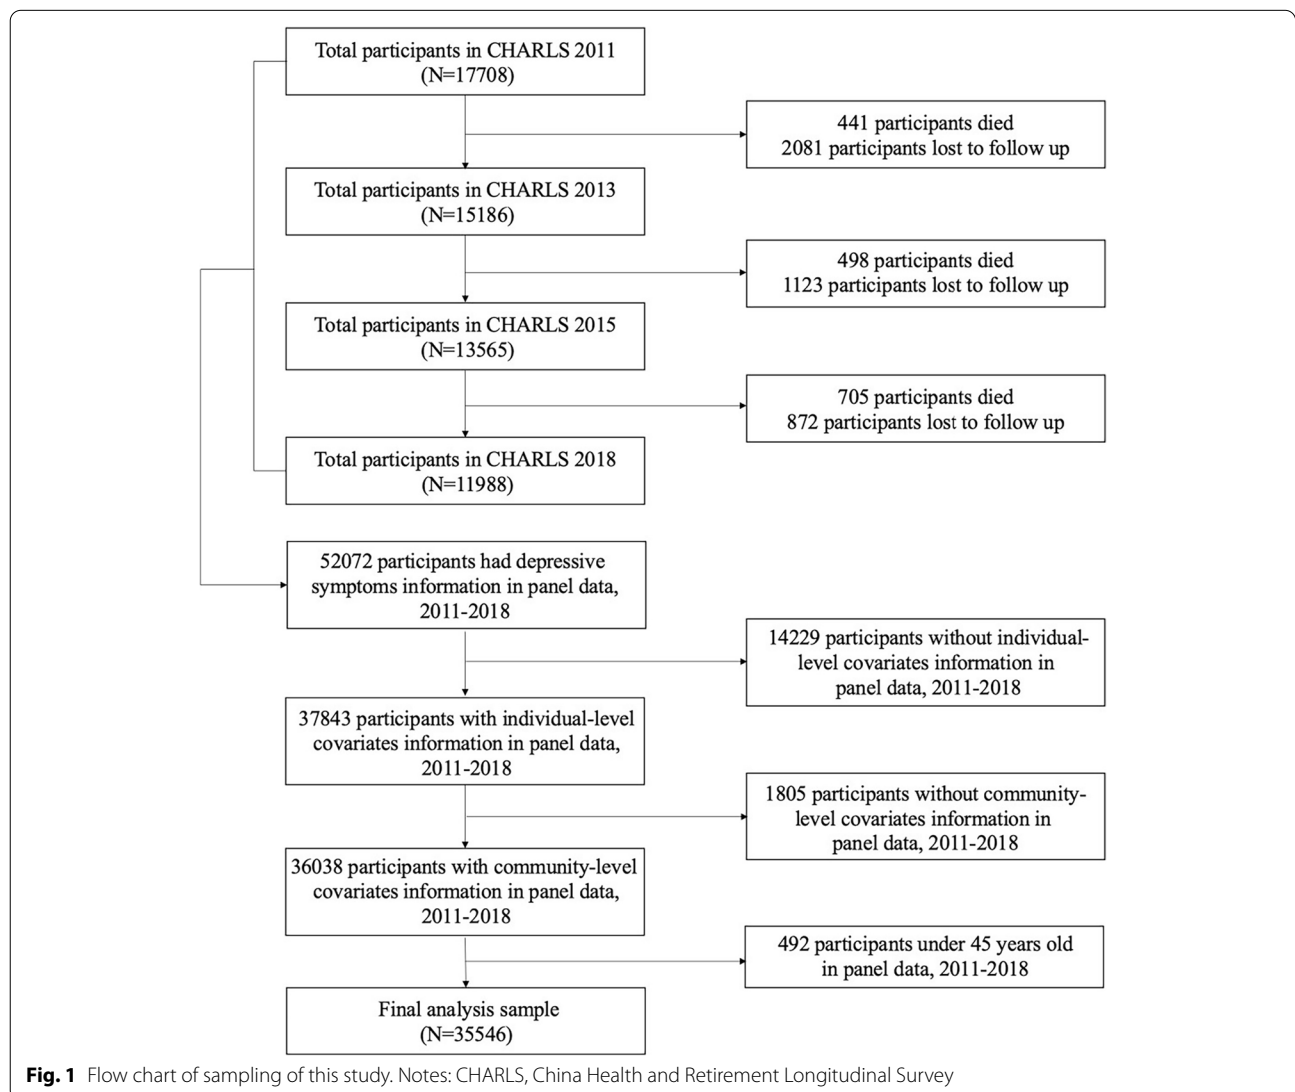 Total participants in CHARLS 2011
(N=17708)
441 participants died
2081 participants lost to follow up
Total participants in CHARLS 2013
(N=15186)
498 participants died
1123 participants lost to follow up
Total participants in CHARLS 2015
(N=13565)
705 participants died
872 participants lost to follow up
Total participants in CHARLS 2018
(N=11988)
52072 participants had depressive
symptoms information in panel data,
2011-2018
14229 participants without individual-
level covariates information in
panel data, 2011-2018
37843 participants with individual-level
covariates information in panel data,
2011-2018
1805 participants without community-
level covariates information in
panel data, 2011-2018
36038 participants with community-level
covariates information in panel data,
2011-2018
492 participants under 45 years old
in panel data, 2011-2018
Final analysis sample
(N=35546)
Fig. 1 Flow chart of sampling of this study. Notes: CHARLS, China Health and Retirement Longitudinal Survey